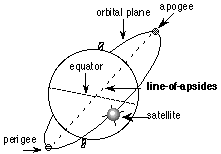 apogee
orbital plane
equator
line-of-apsides
satellite
perigee